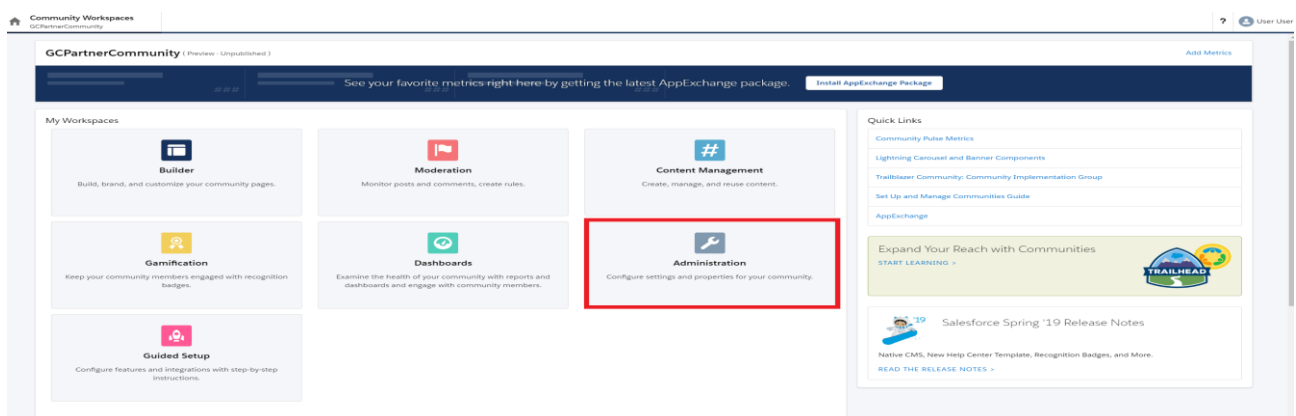 Community Workspaces
GCPartnerCommunity
? User User
GCPartnerCommunity ( Preview - Unpublished )
Add Metrics
###
###
###
See your favorite metrics right here by getting the latest AppExchange package.
Install AppExchange Package
My Workspaces
Builder
Build, brand, and customize your community pages.
Moderation
Monitor posts and comments, create rules.
Content Management
Create, manage, and reuse content.
Gamification
Keep your community members engaged with recognition
badges.
Dashboards
Examine the health of your community with reports and
dashboards and engage with community members.
Administration
Configure settings and properties for your community.
Guided Setup
Configure features and integrations with step-by-step
instructions.
Quick Links
Community Pulse Metrics
Lightning Carousel and Banner Components
Trailblazer Community: Community Implementation Group
Set Up and Manage Communities Guide
AppExchange
Expand Your Reach with Communities
START LEARNING >
TRAILHEAD
'19
Salesforce Spring '19 Release Notes
Native CMS, New Help Center Template, Recognition Badges, and More.
READ THE RELEASE NOTES >